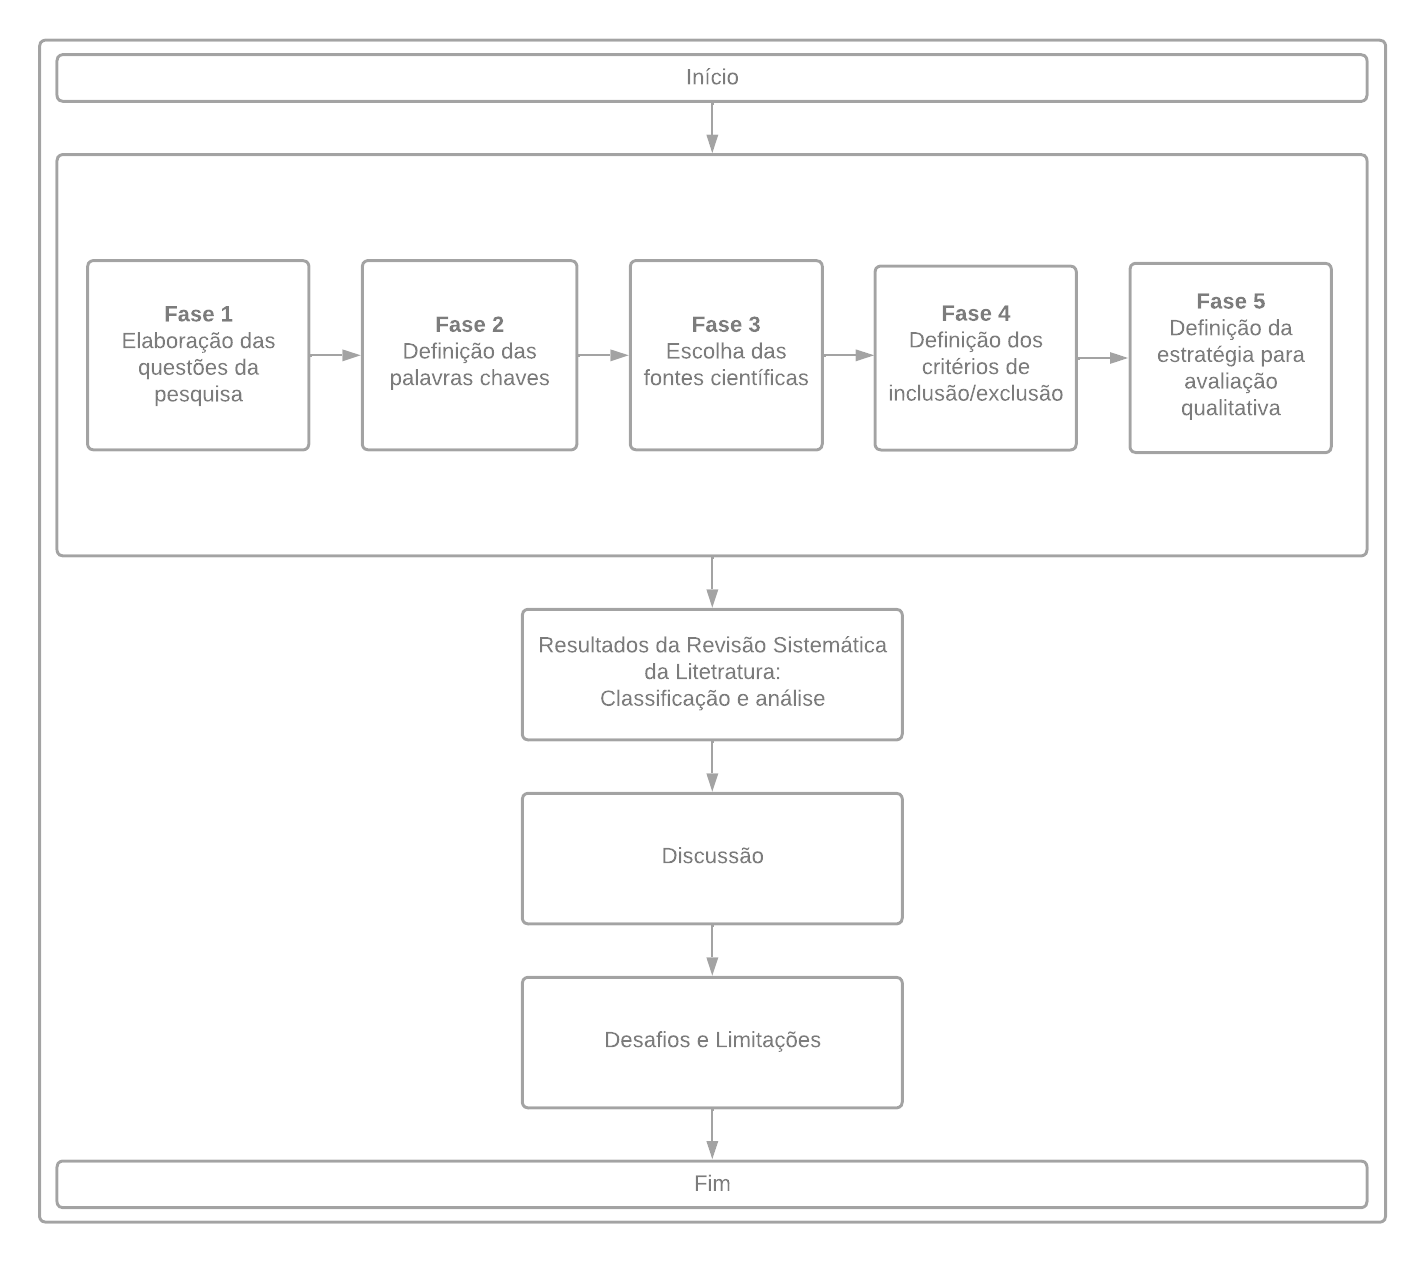 Início
Fase 1
Elaboração das
questões da
pesquisa
Fase 2
Definição das
palavras chaves
Fase 3
Escolha das
fontes científicas
Fase 4
Definição dos
critérios de
inclusão/exclusão
Fase 5
Definição da
estratégia para
avaliação
qualitativa
Resultados da Revisão Sistemática
da Litetratura:
Classificação e análise
Discussão
Desafios e Limitações
Fim